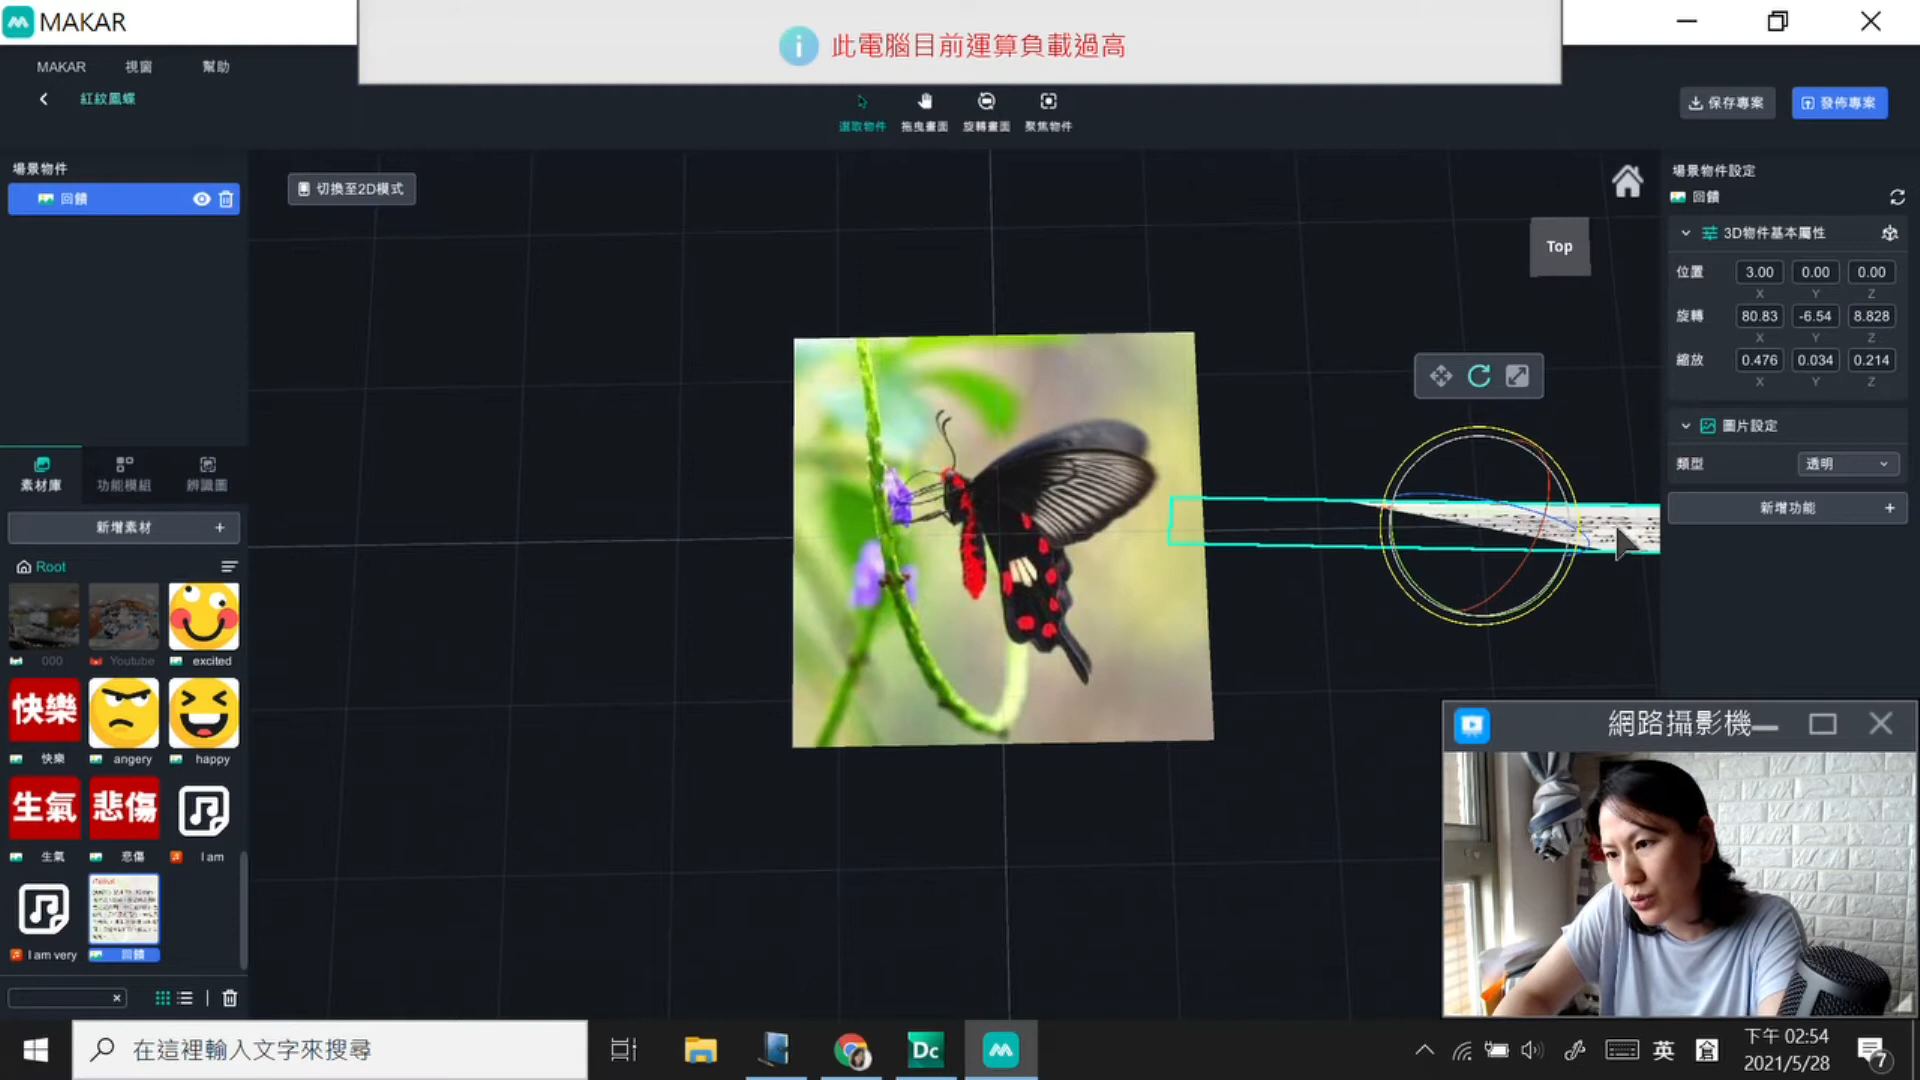 MAKAR
此電腦目前運算負載過高
MAKAR 視窗 幫助
紅紋鳳蝶
選取物件 拖曳畫面 旋轉畫面 聚焦物件
保存專案 發佈專案
場景物件
回饋
切換至2D模式
Top
場景物件設定
回饋
3D物件基本屬性
位置 3.00 0.00 0.00
X Y Z
旋轉 80.83 -6.54 8.828
X Y Z
縮放 0.476 0.034 0.214
X Y Z
圖片設定
類型 透明
新增功能 +
素材庫 功能模組 辨識圖
新增素材 +
Root
000 Youtube excited
快樂
快樂 angery happy
生氣 悲傷
生氣 悲傷 I am
I am very 回饋
網路攝影機
在這裡輸入文字來搜尋
Dc
英
倉
下午 02:54
2021/5/28
7